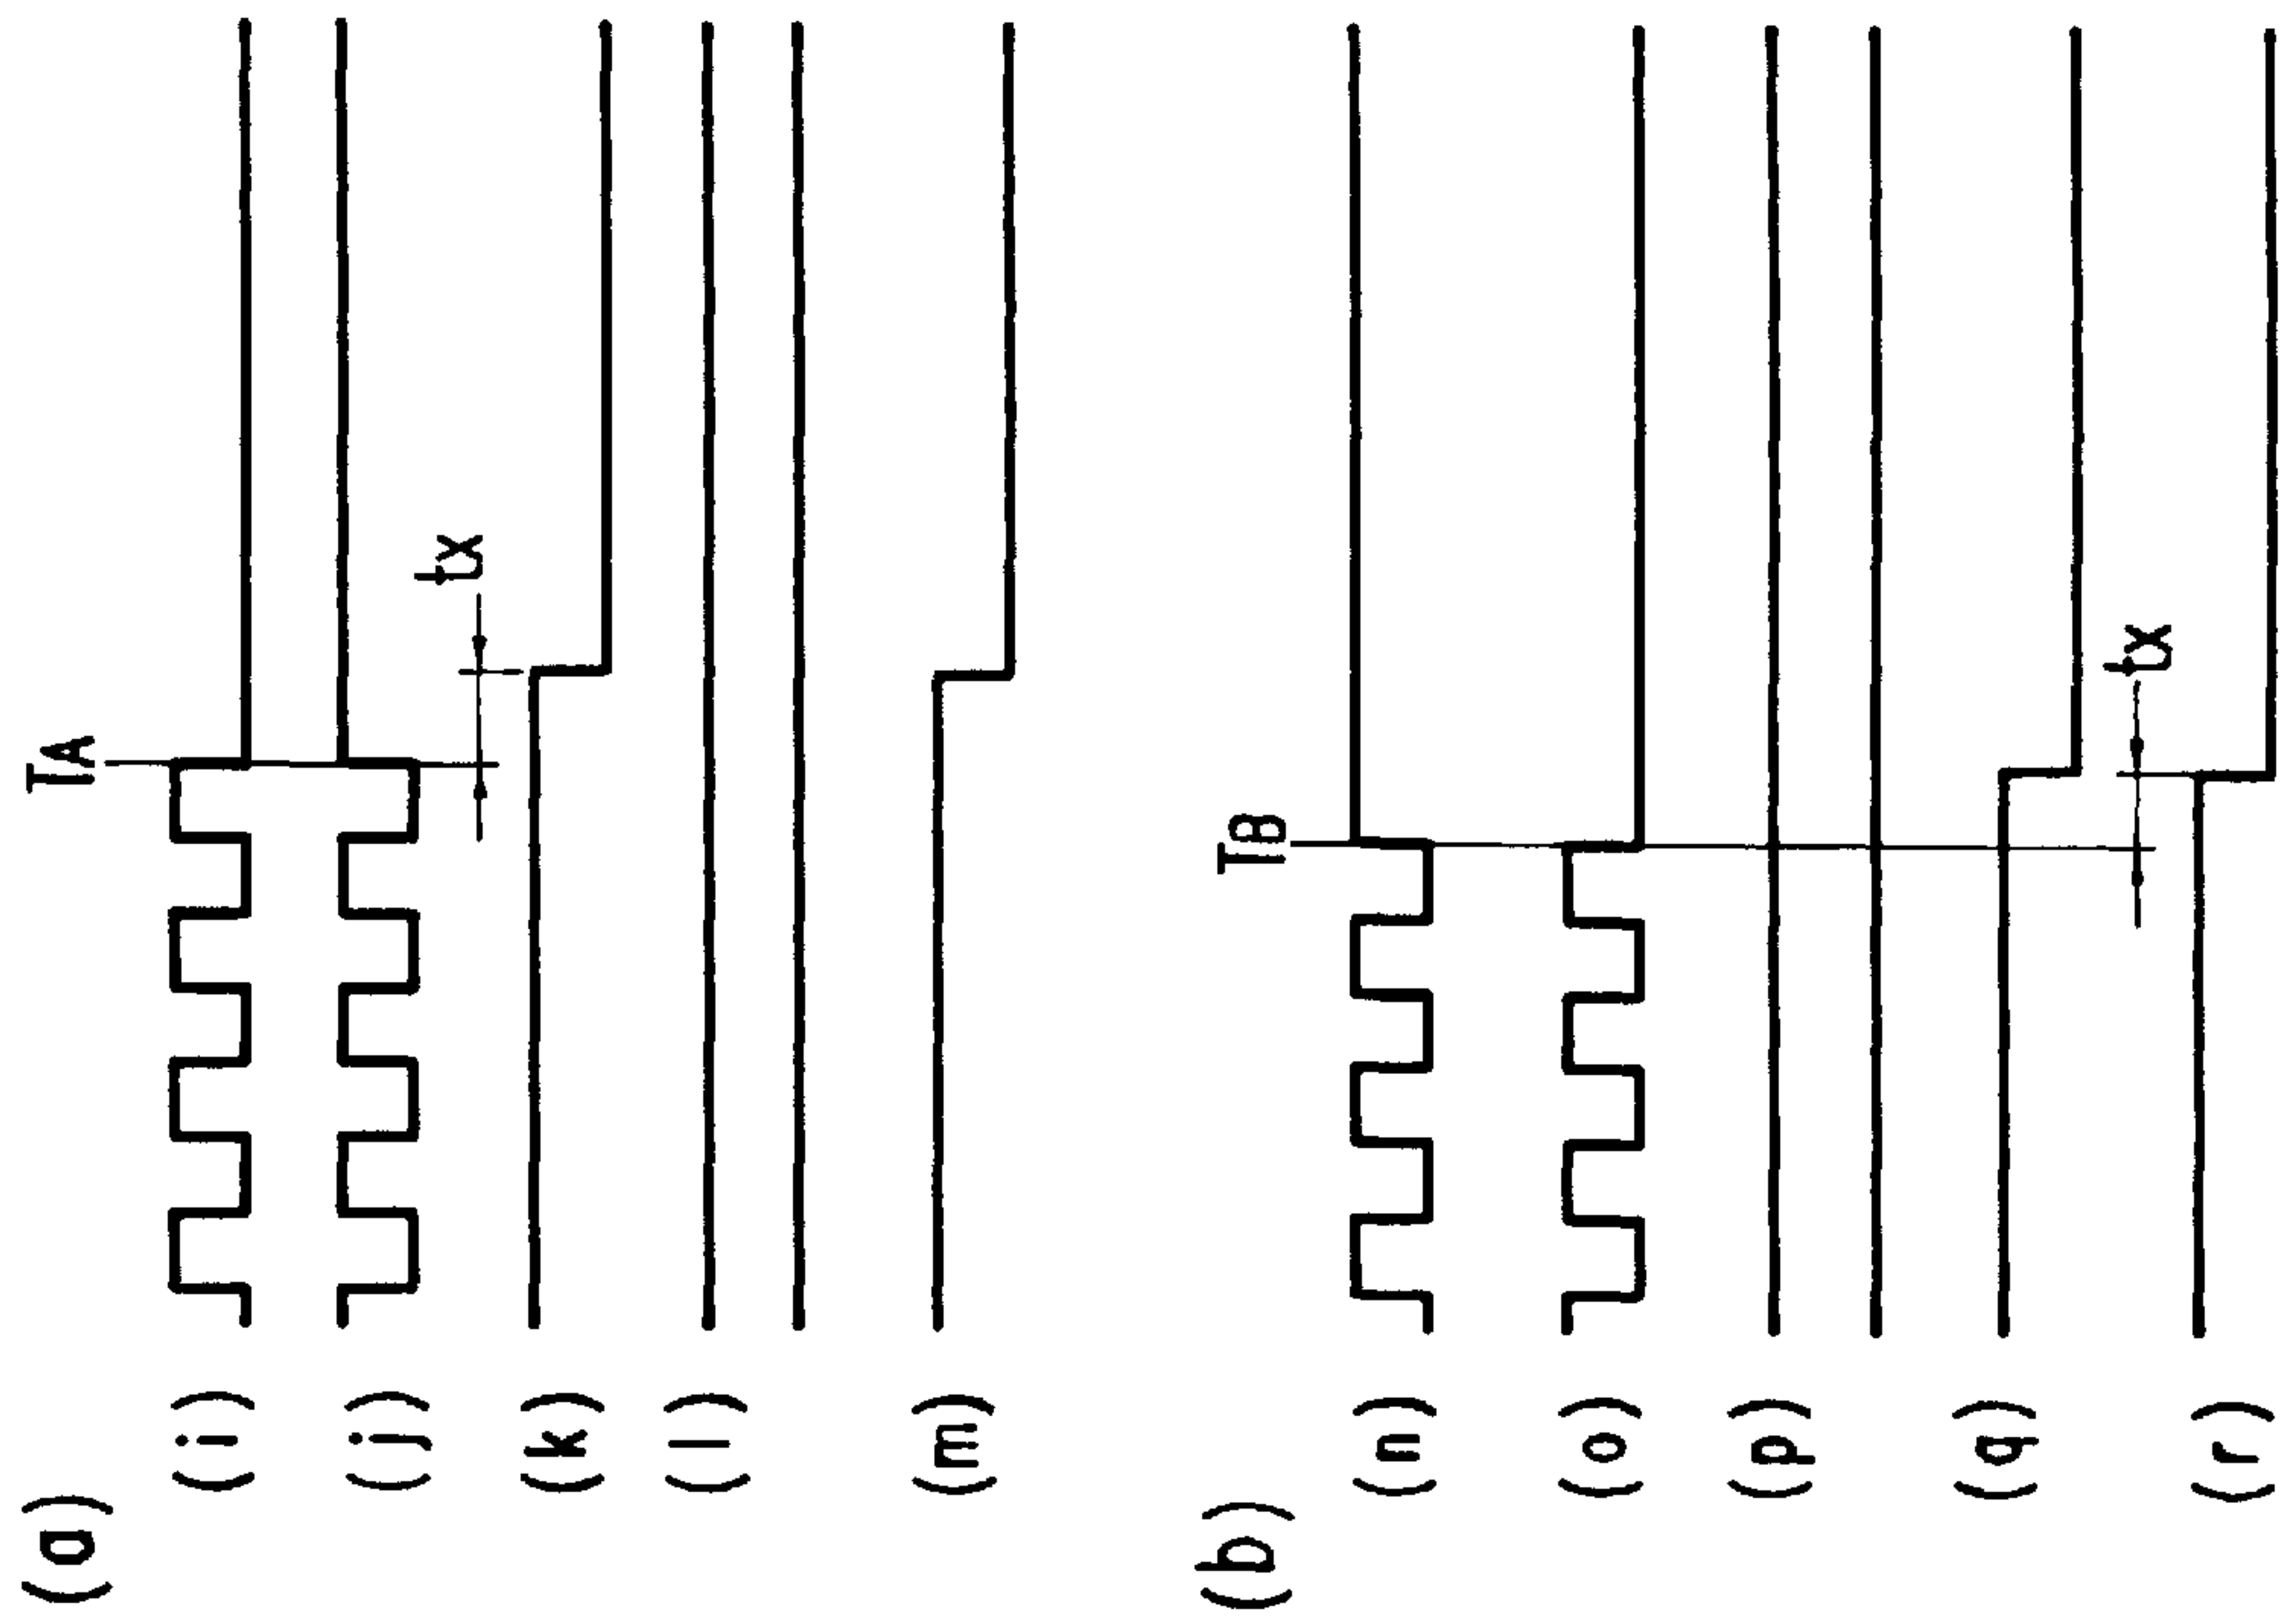 (a)
TA
(i)
(j)
tx
(k)
(l)
(m)
(b)
TB
(n)
(o)
(p)
(q)
tx
(r)